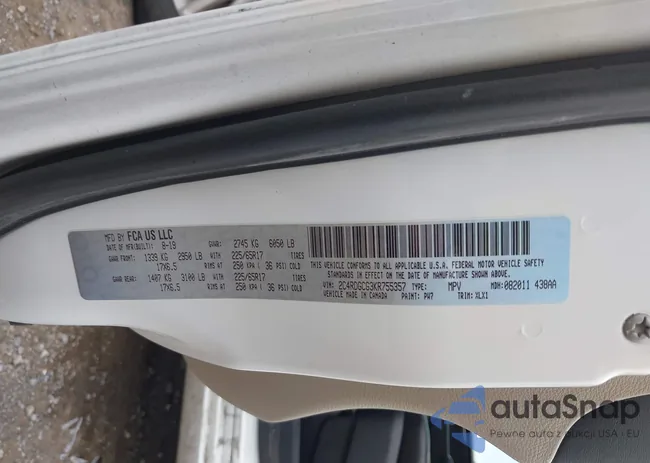 MFD BY FCA US LLC
DATE OF MFR(BUILT): 8-19 GVWR: 2745 KG 6050 LB
GAWR FRONT: 1339 KG 2950 LB WITH 225/65R17 TIRES
17X6.5 RIMS AT 250 KPA ( 36 PSI) COLD
GAWR REAR: 1407 KG 3100 LB WITH 225/65R17 TIRES
17X6.5 RIMS AT 250 KPA ( 36 PSI) COLD
THIS VEHICLE CONFORMS TO ALL APPLICABLE U.S.A. FEDERAL MOTOR VEHICLE SAFETY
STANDARDS IN EFFECT ON THE DATE OF MANUFACTURE SHOWN ABOVE.
VIN: 2C4RDGCG3KR755357 TYPE: MPV MDH: 082011 438AA
VEHICLE MADE IN CANADA PAINT: PW7 TRIM: XLX1
autoSnap
Pewne auta z aukcji USA i EU